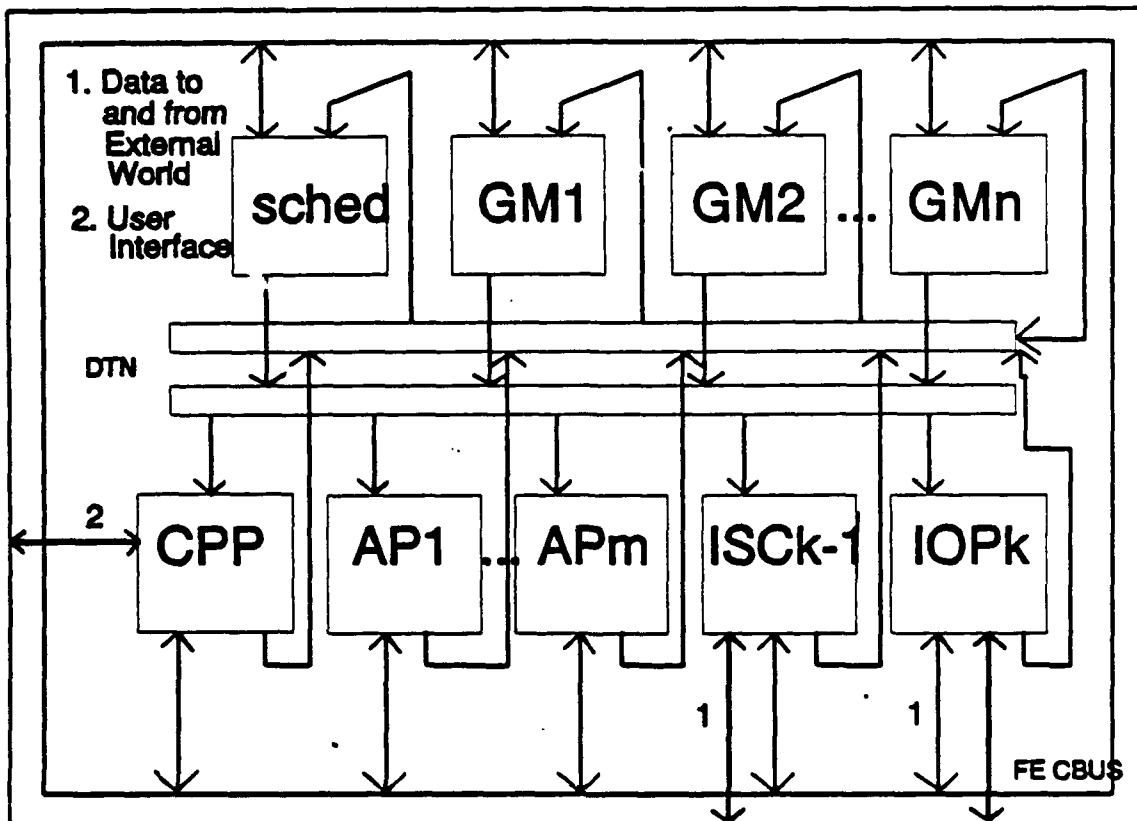 1. Data to
and from
External
World
2. User
Interface
sched
GM1
GM2
...
GMn
DTN
2
CPP
AP1
...
APm
ISCk-1
IOPk
1
1
FE CBUS